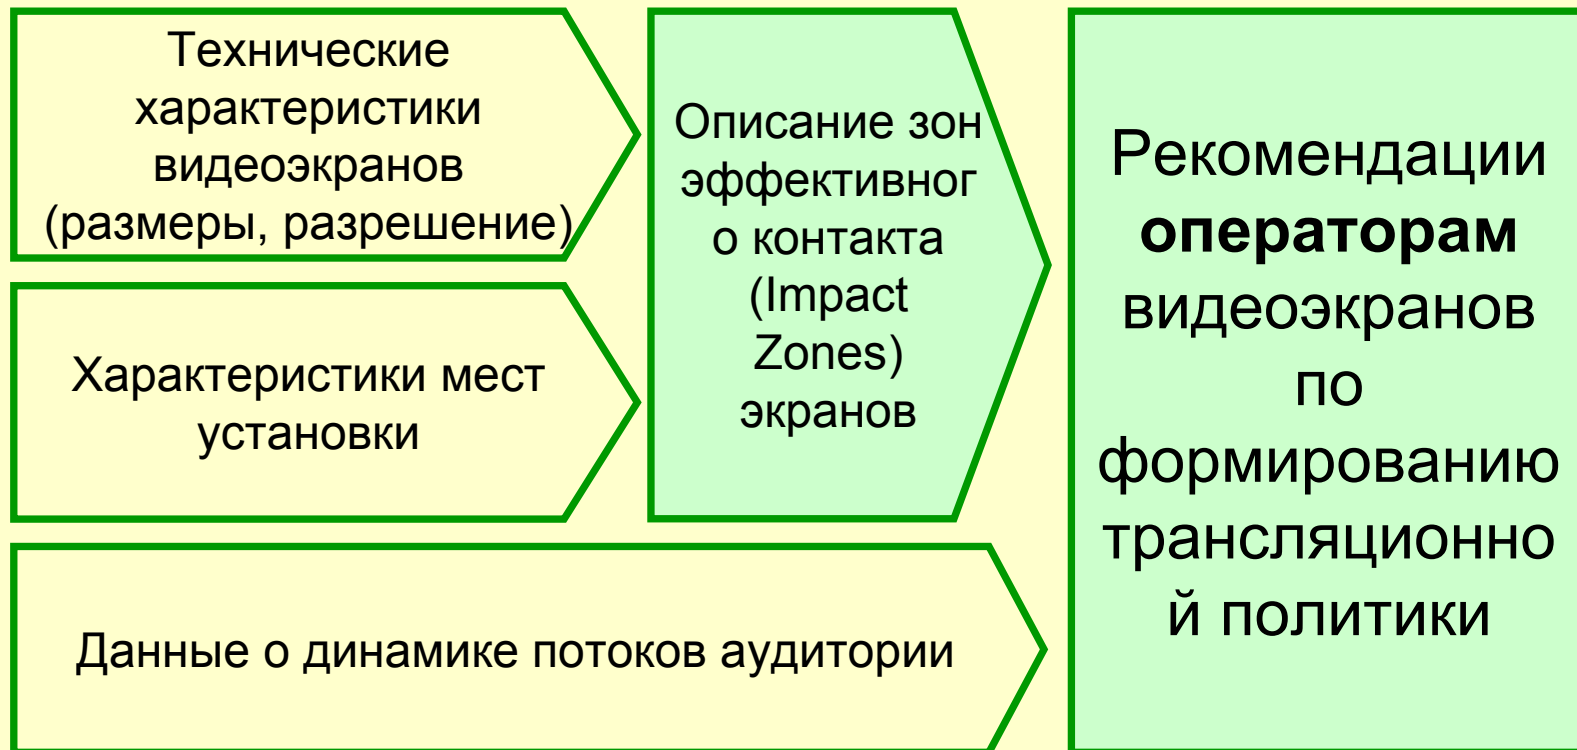 Технические
характеристики
видеоэкранов
(размеры, разрешение)
Характеристики мест
установки
Данные о динамике потоков аудитории
Описание зон
эффективног
о контакта
(Impact
Zones)
экранов
Рекомендации
операторам
видеоэкранов
по
формированию
трансляционно
й политики